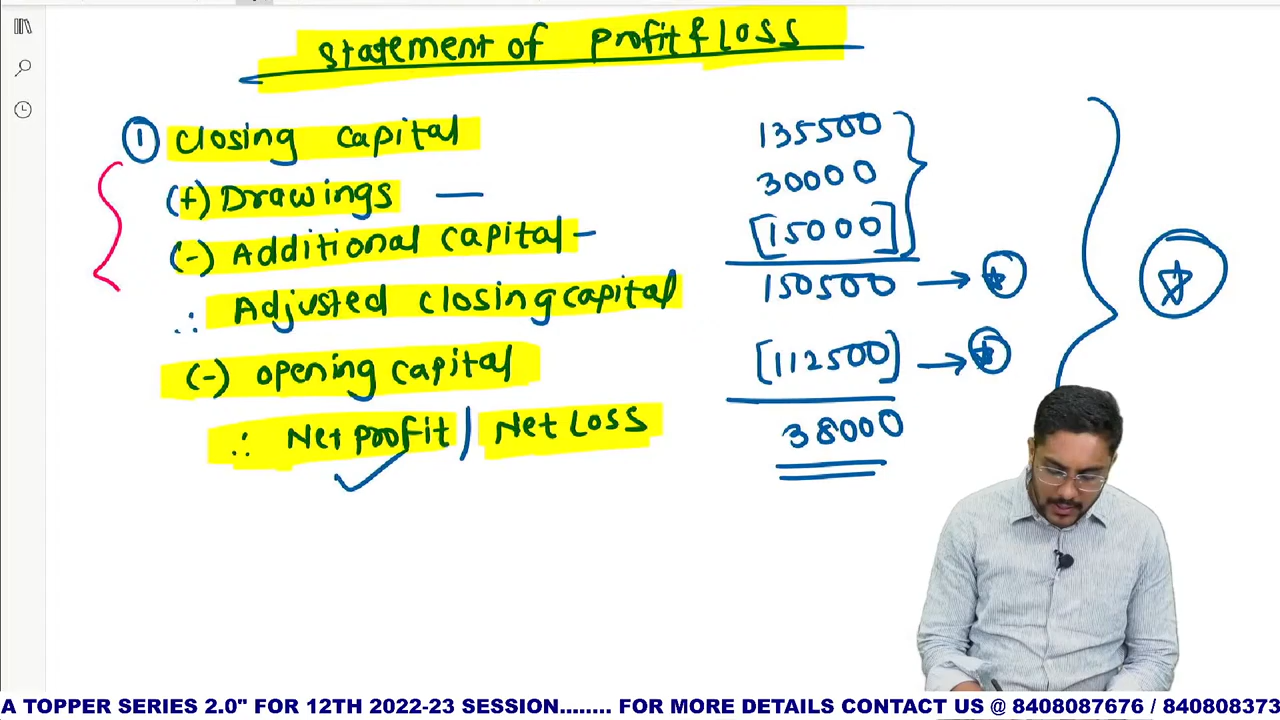 statement of profit & loss
① closing capital 135500
(+) Drawings — 30000
(-) Additional capital - [15000]
∴ Adjusted closing capital 150500 →
(-) opening capital [112500] →
∴ Net profit / Net Loss 38000
A TOPPER SERIES 2.0" FOR 12TH 2022-23 SESSION........ FOR MORE DETAILS CONTACT US @ 8408087676 / 840808373